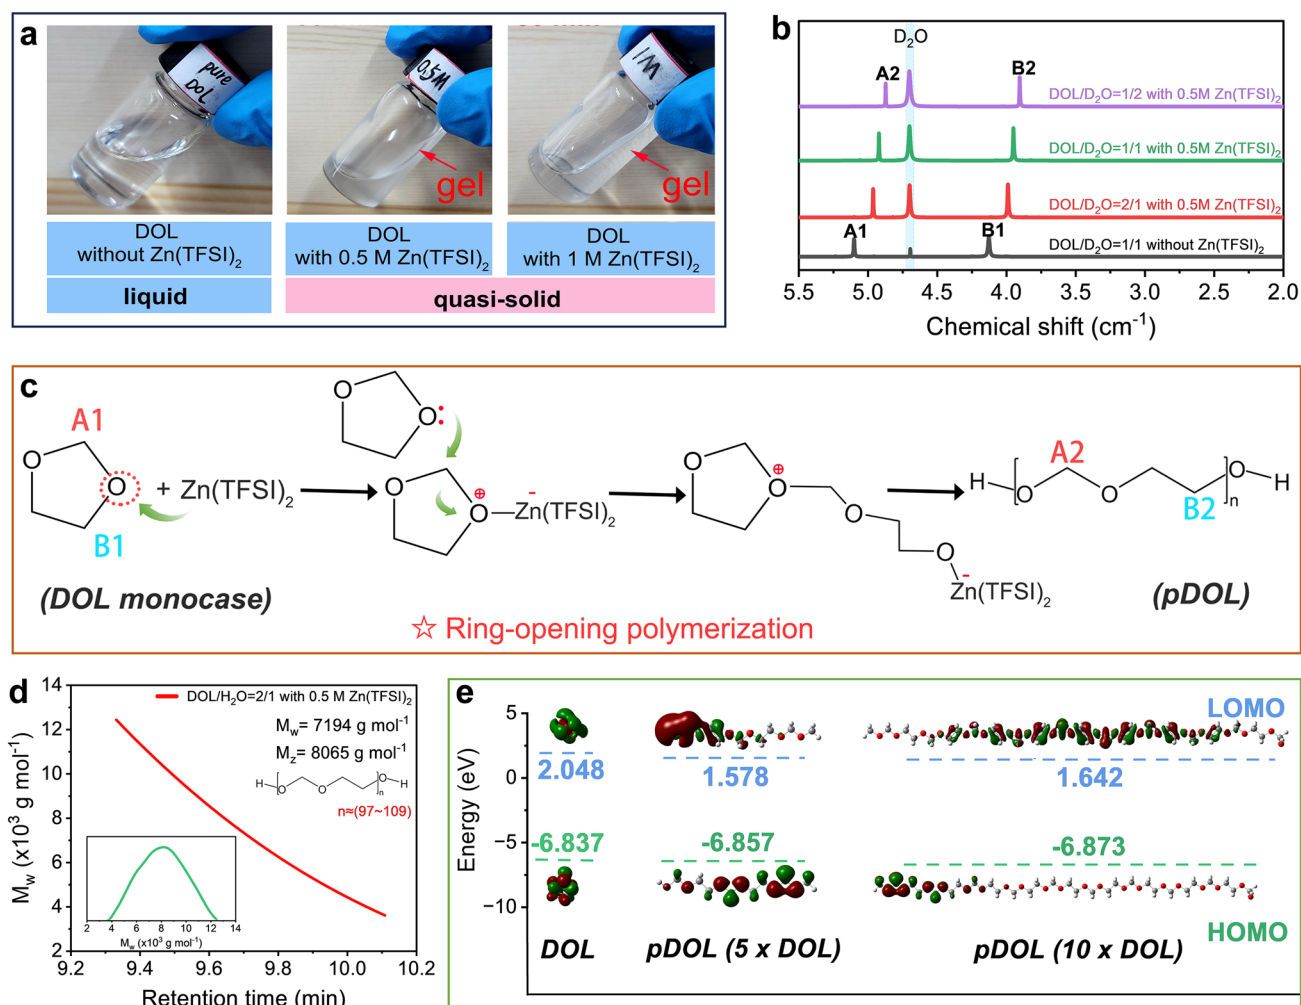 a
pure
DOL
0.5M
1M
gel
gel
DOL
without Zn(TFSI)2
DOL
with 0.5 M Zn(TFSI)2
DOL
with 1 M Zn(TFSI)2
liquid
quasi-solid
b
D2O
A2
B2
DOL/D2O=1/2 with 0.5M Zn(TFSI)2
DOL/D2O=1/1 with 0.5M Zn(TFSI)2
DOL/D2O=2/1 with 0.5M Zn(TFSI)2
A1
B1
DOL/D2O=1/1 without Zn(TFSI)2
5.5 5.0 4.5 4.0 3.5 3.0 2.5 2.0
Chemical shift (cm-1)
c
A1
O
O
B1
+ Zn(TFSI)2
(DOL monocase)
O
O:
O
⊕
O
-
Zn(TFSI)2
O
⊕
O
O
O
-
Zn(TFSI)2
H
[
O
A2
O
B2
]n
O
H
(pDOL)
☆ Ring-opening polymerization
d
14
12
10
8
6
4
2
Mw (x10³ g mol-1)
DOL/H2O=2/1 with 0.5 M Zn(TFSI)2
Mw= 7194 g mol-1
Mz= 8065 g mol-1
H[O O]nO H
n≈(97~109)
2 4 6 8 10 12 14
Mw (x10³ g mol-1)
9.2 9.4 9.6 9.8 10.0 10.2
Retention time (min)
e
Energy (eV)
5
0
−5
−10
LOMO
2.048
1.578
1.642
-6.837
-6.857
-6.873
HOMO
DOL
pDOL (5 x DOL)
pDOL (10 x DOL)